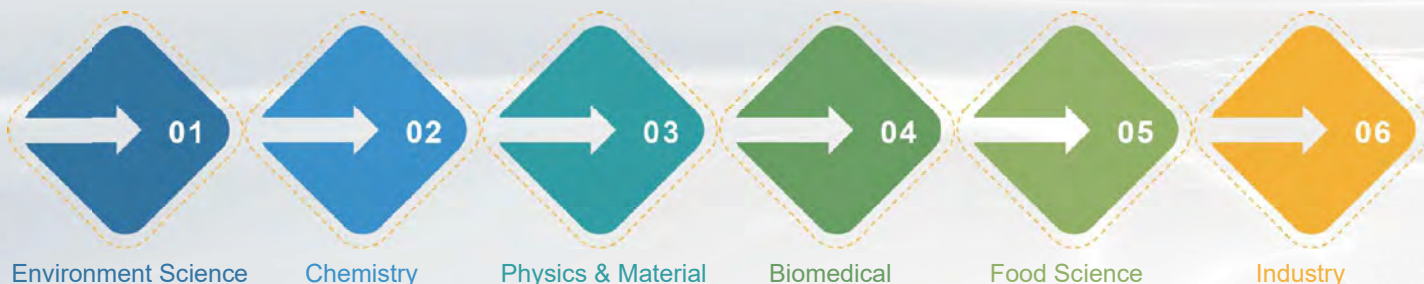 01 02 03 04 05 06
Environment Science Chemistry Physics & Material Biomedical Food Science Industry